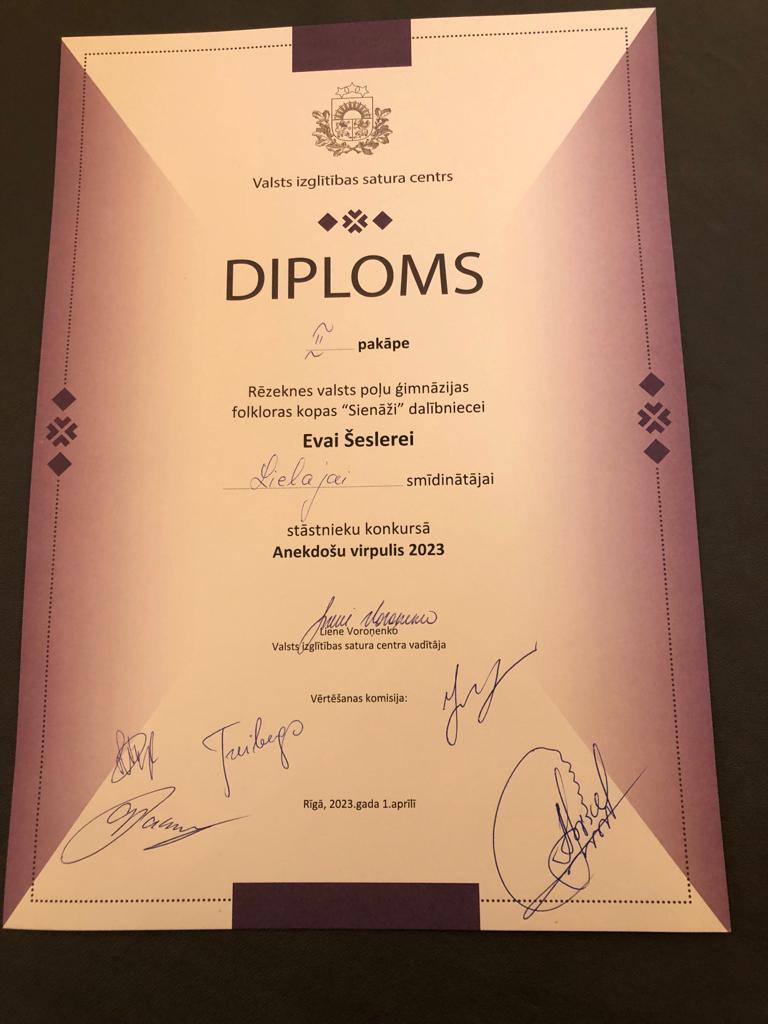 Valsts izglītības satura centrs
DIPLOMS
II pakāpe
Rēzeknes valsts poļu ģimnāzijas
folkloras kopas “Sienāži” dalībniecei
Evai Šeslerei
Lielajai smīdinātājai
stāstnieku konkursā
Anekdošu virpulis 2023
Liene Voroņenko
Valsts izglītības satura centra vadītāja
Vērtēšanas komisija:
Rīgā, 2023.gada 1.aprīlī